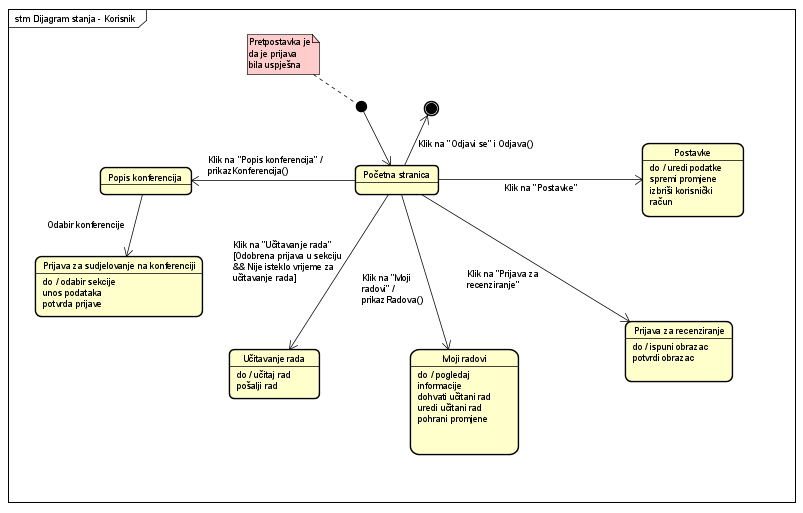 stm Dijagram stanja - Korisnik
Pretpostavka je
da je prijava
bila uspješna
Klik na "Odjavi se" i Odjava()
Klik na "Popis konferencija" /
prikazKonferencija()
Popis konferencija
Početna stranica
Klik na "Postavke"
Postavke
do / uredi podatke
spremi promjene
izbriši korisnički
račun
Odabir konferencije
Prijava za sudjelovanje na konferenciji
do / odabir sekcije
unos podataka
potvrda prijave
Klik na "Učitavanje rada"
[Odobrena prijava u sekciju
&& Nije isteklo vrijeme za
učitavanje rada]
Klik na "Moji
radovi" /
prikazRadova()
Klik na "Prijava za
recenziranje"
Učitavanje rada
do / učitaj rad
pošalji rad
Moji radovi
do / pogledaj
informacije
dohvati učitani rad
uredi učitani rad
pohrani promjene
Prijava za recenziranje
do / ispuni obrazac
potvrdi obrazac